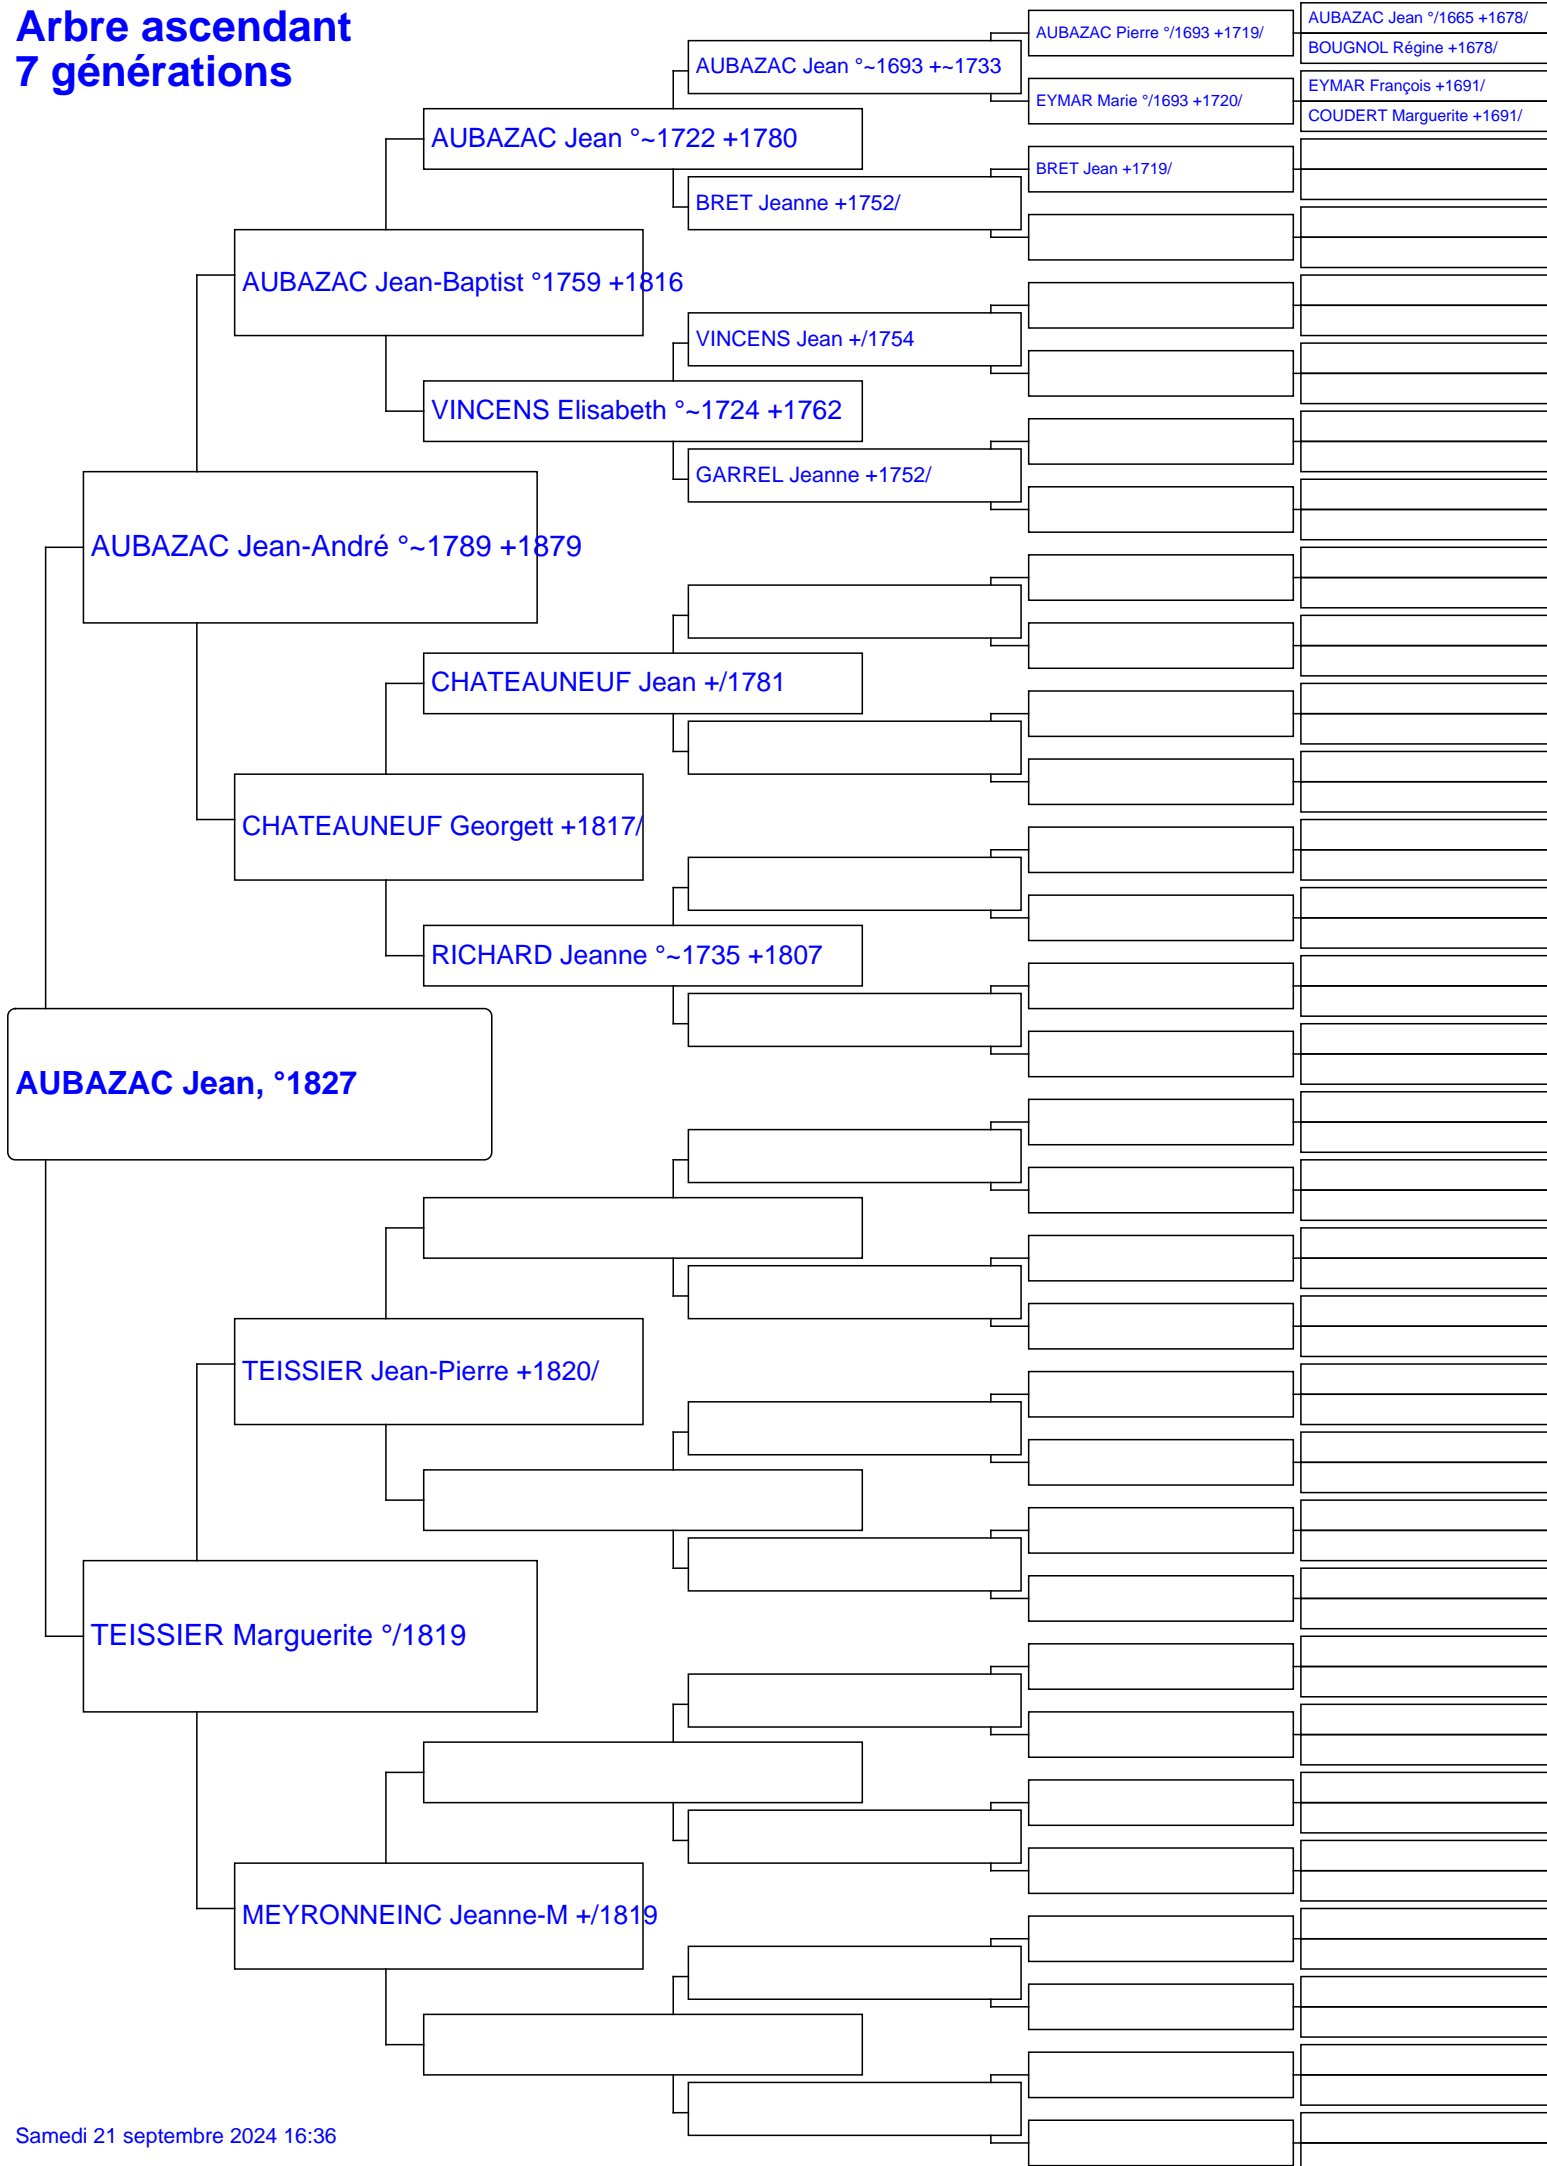 Arbre ascendant
7 générations
AUBAZAC Jean °/1665 +1678/
AUBAZAC Pierre °/1693 +1719/
BOUGNOL Régine +1678/
AUBAZAC Jean °~1693 +~1733
EYMAR François +1691/
EYMAR Marie °/1693 +1720/
COUDERT Marguerite +1691/
AUBAZAC Jean °~1722 +1780
BRET Jean +1719/
BRET Jeanne +1752/
AUBAZAC Jean-Baptist °1759 +1816
VINCENS Jean +/1754
VINCENS Elisabeth °~1724 +1762
GARREL Jeanne +1752/
AUBAZAC Jean-André °~1789 +1879
CHATEAUNEUF Jean +/1781
CHATEAUNEUF Georgett +1817/
RICHARD Jeanne °~1735 +1807
AUBAZAC Jean, °1827
TEISSIER Jean-Pierre +1820/
TEISSIER Marguerite °/1819
MEYRONNEINC Jeanne-M +/1819
Samedi 21 septembre 2024 16:36